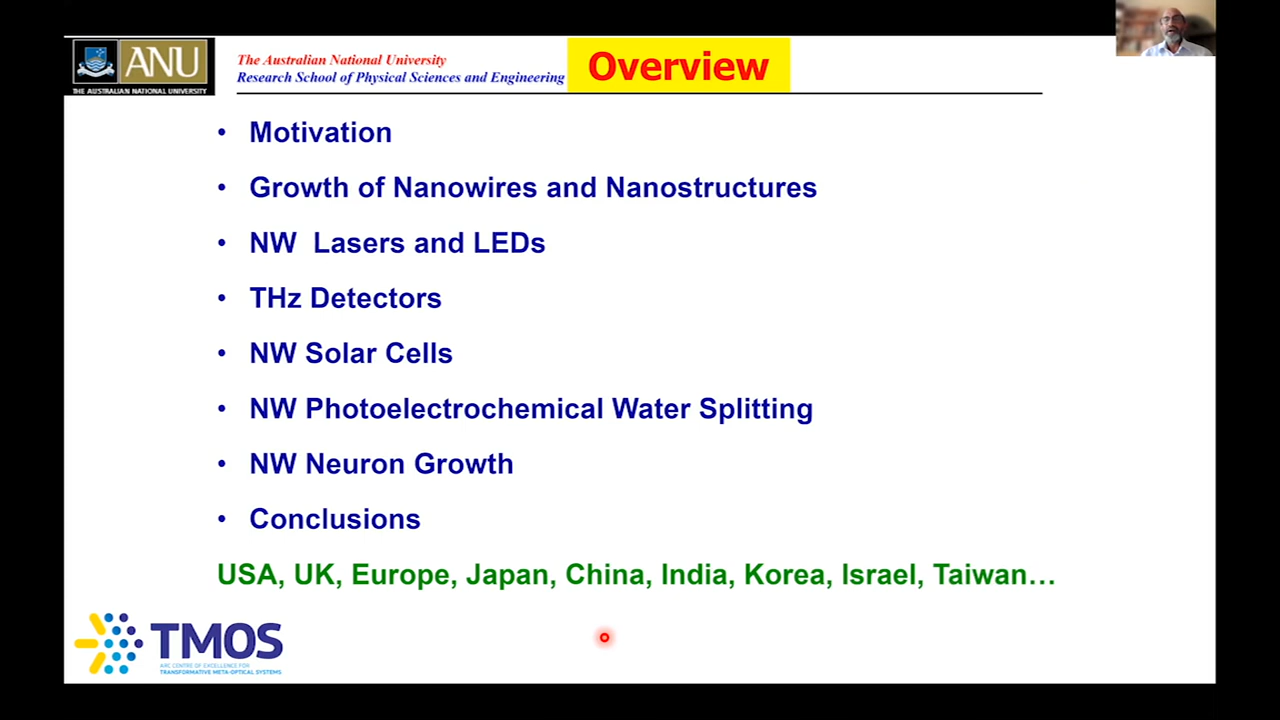 ANU
THE AUSTRALIAN NATIONAL UNIVERSITY
The Australian National University
Research School of Physical Sciences and Engineering
Overview
• Motivation
• Growth of Nanowires and Nanostructures
• NW Lasers and LEDs
• THz Detectors
• NW Solar Cells
• NW Photoelectrochemical Water Splitting
• NW Neuron Growth
• Conclusions
USA, UK, Europe, Japan, China, India, Korea, Israel, Taiwan…
TMOS
ARC CENTRE OF EXCELLENCE FOR
TRANSFORMATIVE META-OPTICAL SYSTEMS